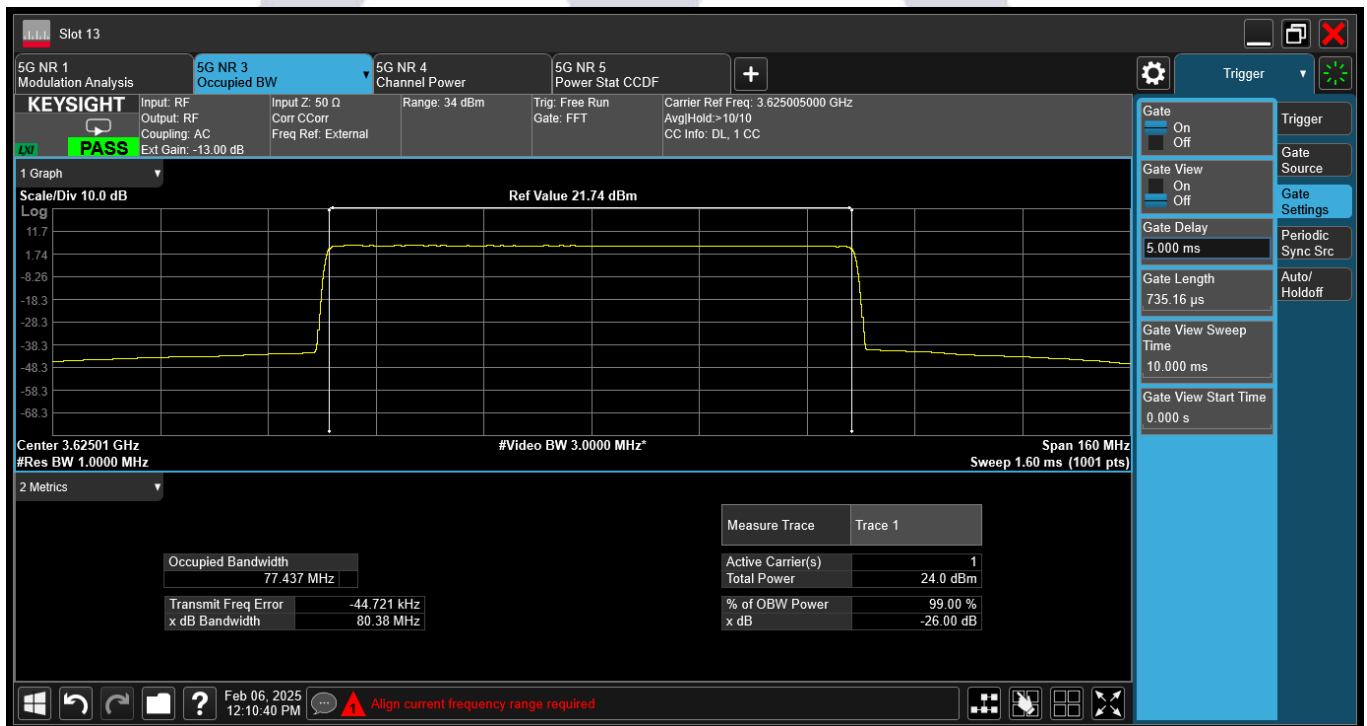 Slot 13
5G NR 1
Modulation Analysis
5G NR 3
Occupied BW
5G NR 4
Channel Power
5G NR 5
Power Stat CCDF
Trigger
KEYSIGHT
LXI
PASS
Input: RF
Output: RF
Coupling: AC
Ext Gain: -13.00 dB
Input Z: 50 Ω
Corr CCorr
Freq Ref: External
Range: 34 dBm
Trig: Free Run
Gate: FFT
Carrier Ref Freq: 3.625005000 GHz
Avg|Hold:>10/10
CC Info: DL, 1 CC
1 Graph
Scale/Div 10.0 dB
Ref Value 21.74 dBm
Log
11.7
1.74
-8.26
-18.3
-28.3
-38.3
-48.3
-58.3
-68.3
Center 3.62501 GHz
#Video BW 3.0000 MHz*
Span 160 MHz
#Res BW 1.0000 MHz
Sweep 1.60 ms (1001 pts)
2 Metrics
Measure Trace Trace 1
Occupied Bandwidth
77.437 MHz
Active Carrier(s) 1
Total Power 24.0 dBm
Transmit Freq Error -44.721 kHz
x dB Bandwidth 80.38 MHz
% of OBW Power 99.00 %
x dB -26.00 dB
Gate
On
Off
Gate View
On
Off
Gate Delay
5.000 ms
Gate Length
735.16 µs
Gate View Sweep
Time
10.000 ms
Gate View Start Time
0.000 s
Trigger
Gate
Source
Gate
Settings
Periodic
Sync Src
Auto/
Holdoff
?
Feb 06, 2025
12:10:40 PM
1
Align current frequency range required